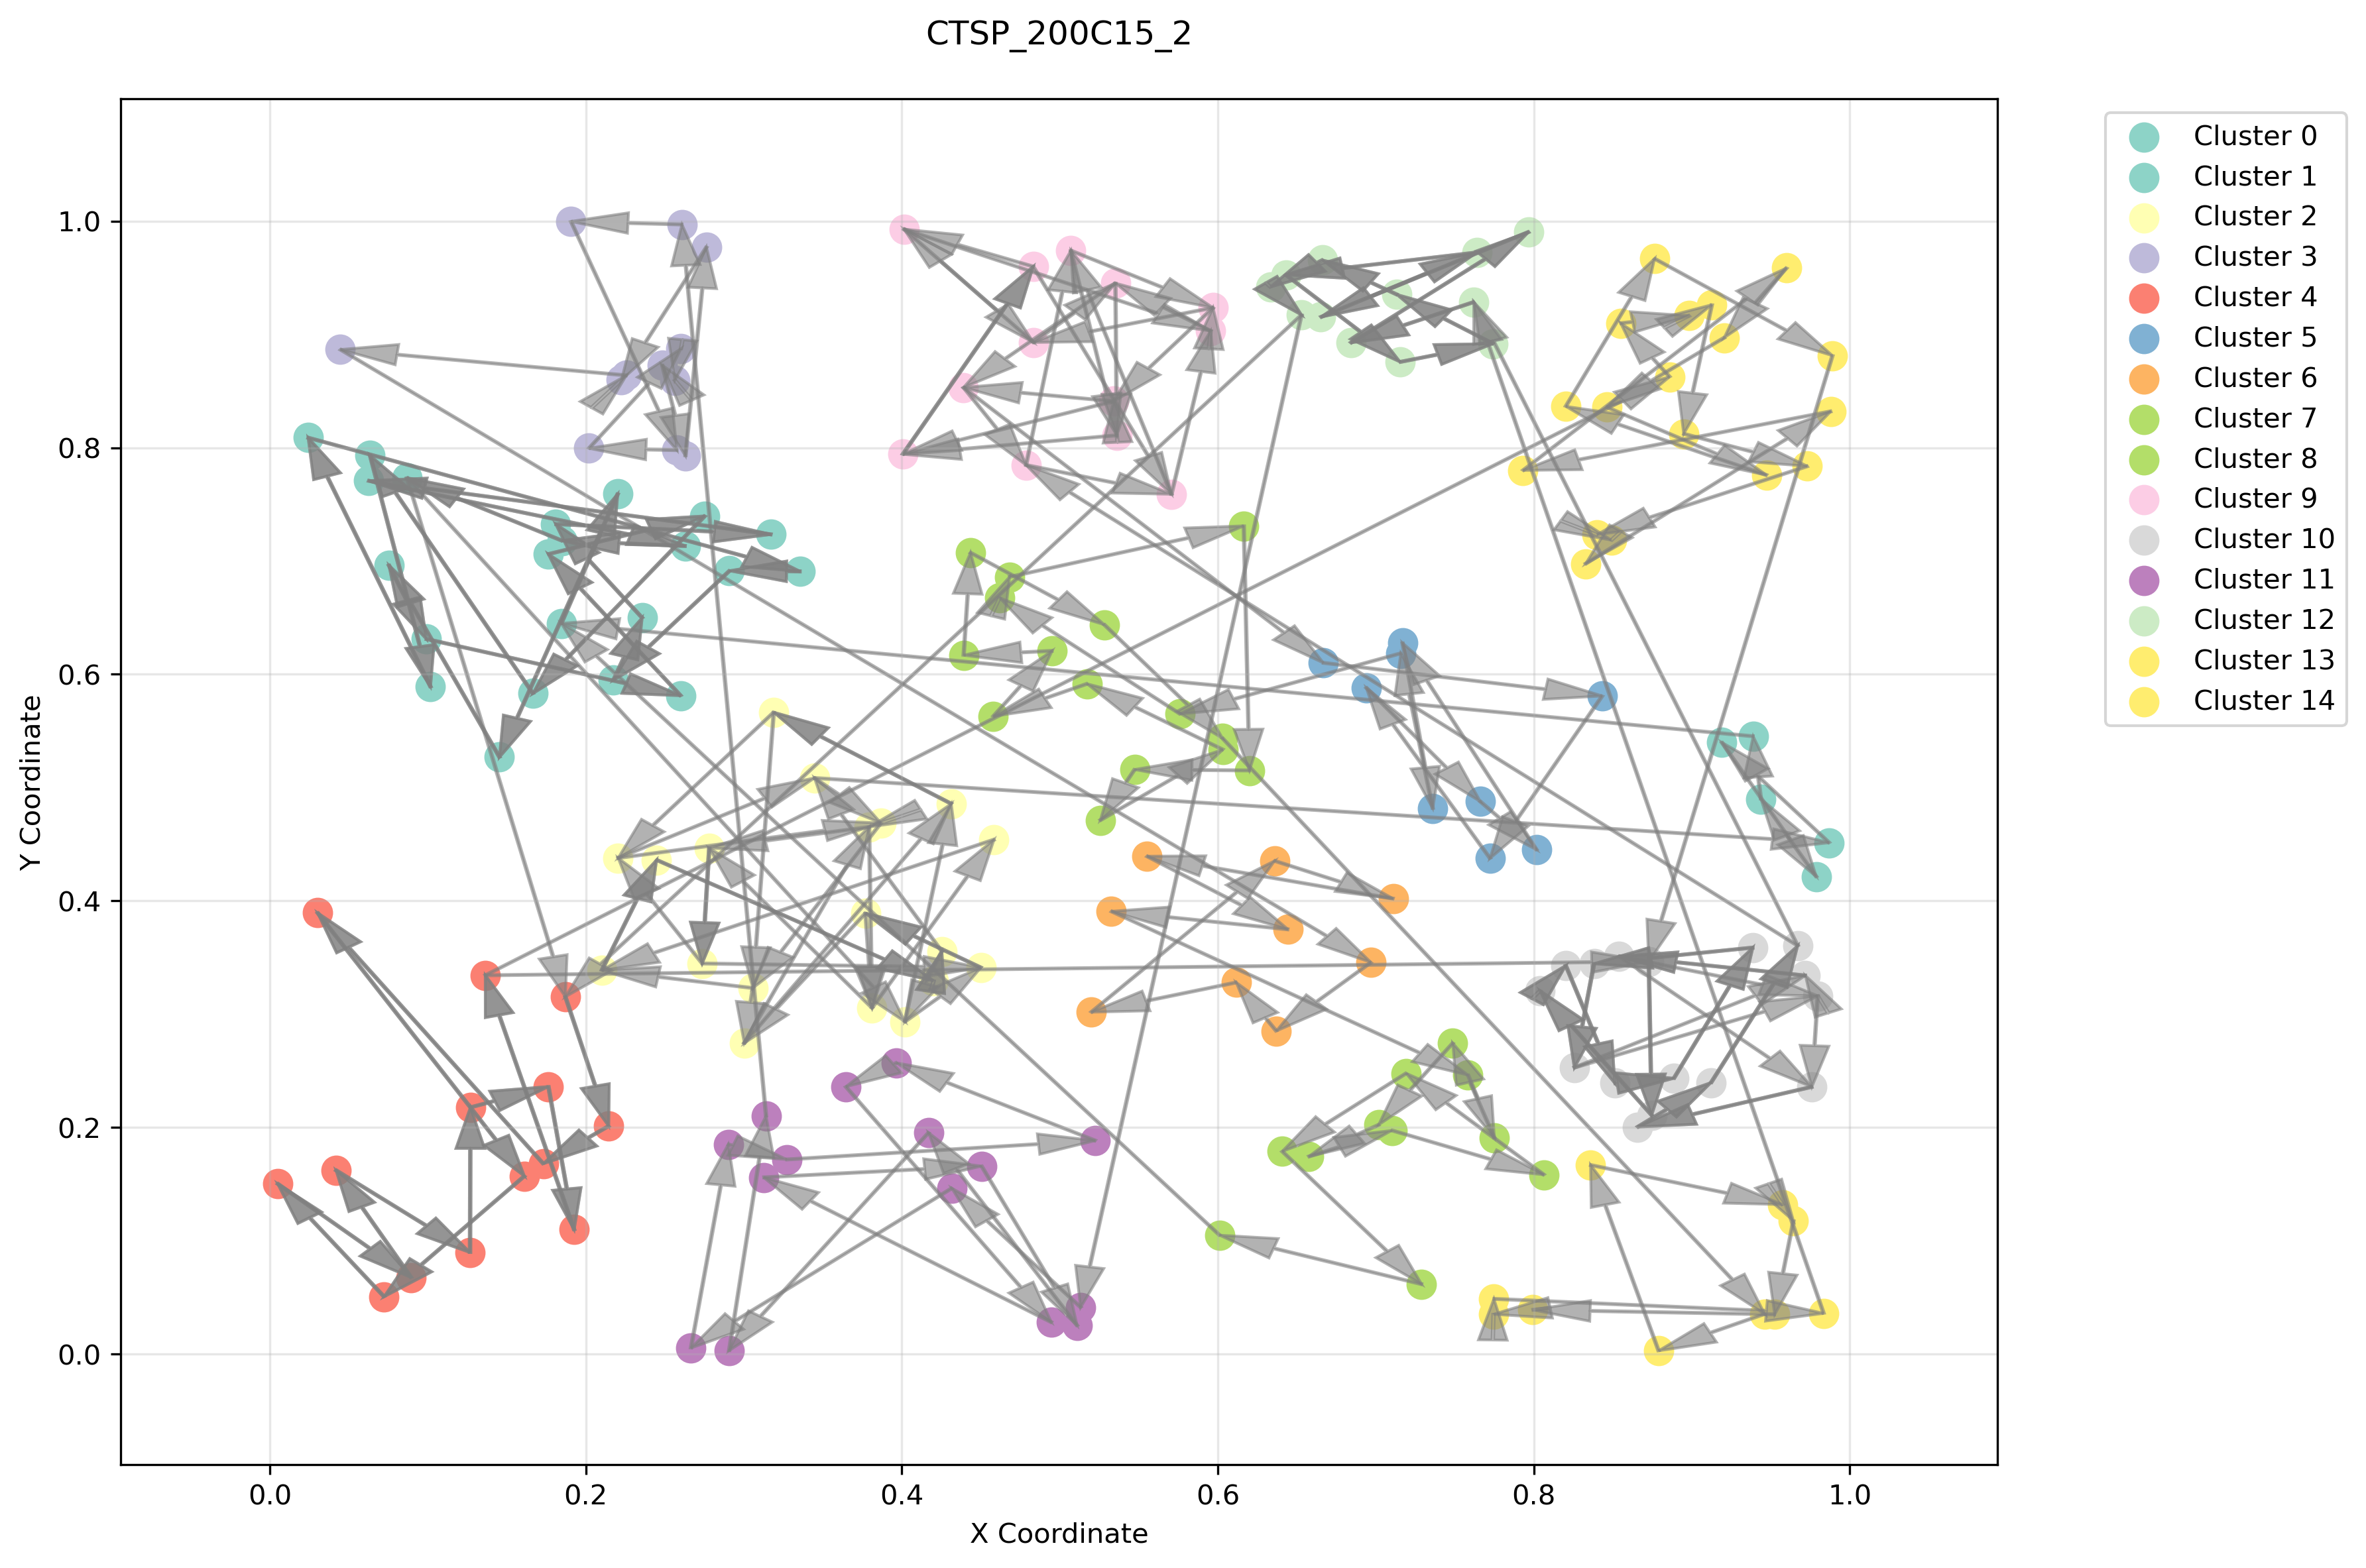 CTSP_200C15_2
1.0
0.8
0.6
0.4
0.2
0.0
Y Coordinate
0.0 0.2 0.4 0.6 0.8 1.0
X Coordinate
Cluster 0
Cluster 1
Cluster 2
Cluster 3
Cluster 4
Cluster 5
Cluster 6
Cluster 7
Cluster 8
Cluster 9
Cluster 10
Cluster 11
Cluster 12
Cluster 13
Cluster 14